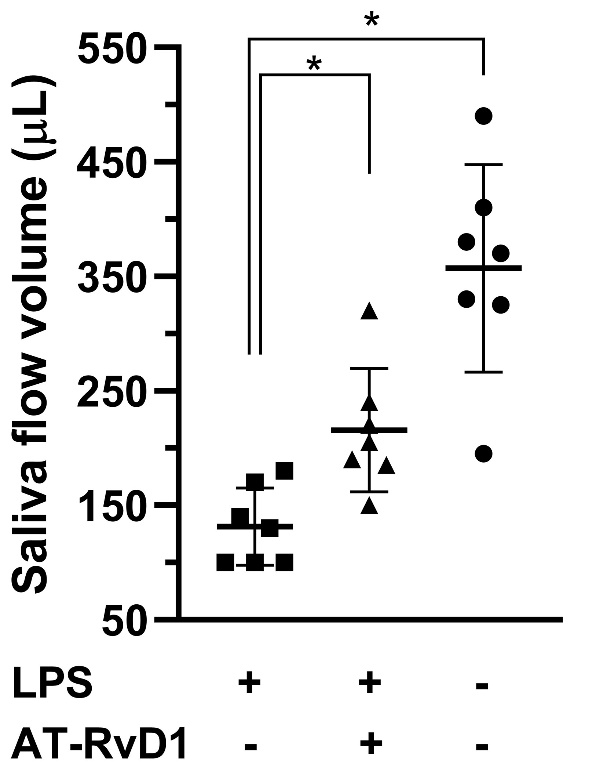 *
*
Saliva flow volume (μL)
550
450
350
250
150
50
LPS + + -
AT-RvD1 - + -